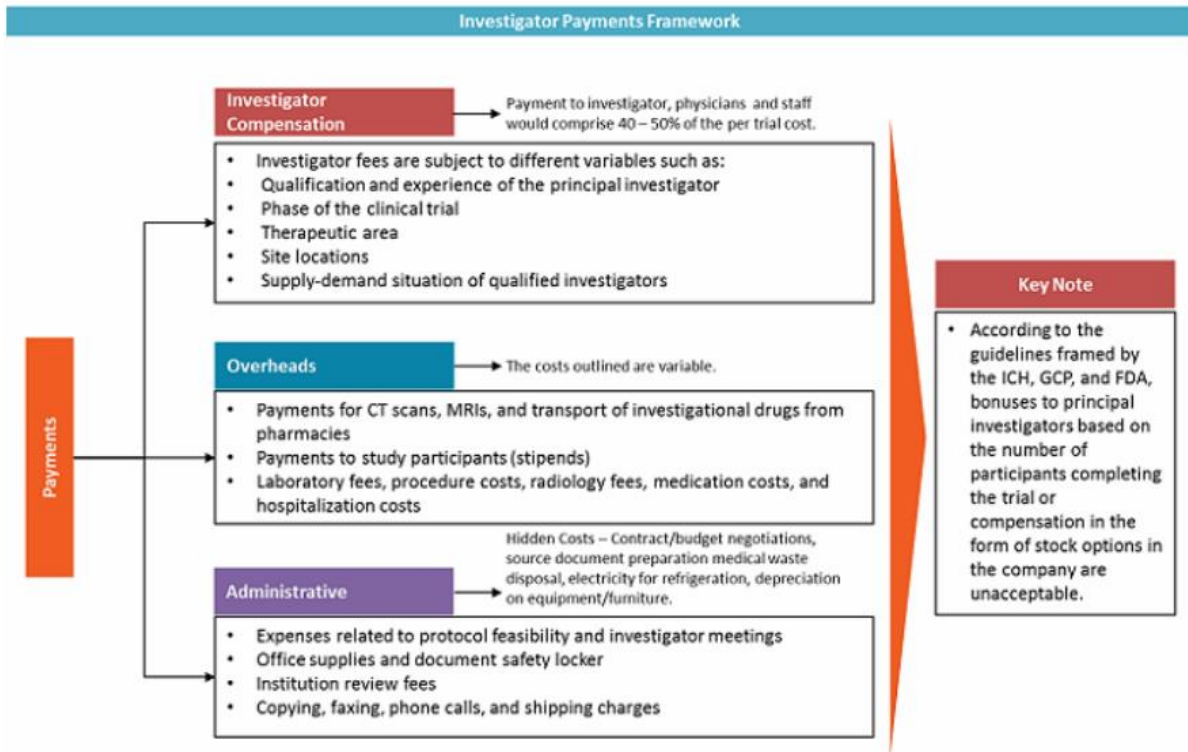 Investigator Payments Framework
Payments
Investigator
Compensation
Payment to investigator, physicians and staff
would comprise 40 – 50% of the per trial cost.
• Investigator fees are subject to different variables such as:
• Qualification and experience of the principal investigator
• Phase of the clinical trial
• Therapeutic area
• Site locations
• Supply-demand situation of qualified investigators
Overheads
The costs outlined are variable.
• Payments for CT scans, MRIs, and transport of investigational drugs from
pharmacies
• Payments to study participants (stipends)
• Laboratory fees, procedure costs, radiology fees, medication costs, and
hospitalization costs
Administrative
Hidden Costs – Contract/budget negotiations,
source document preparation medical waste
disposal, electricity for refrigeration, depreciation
on equipment/furniture.
• Expenses related to protocol feasibility and investigator meetings
• Office supplies and document safety locker
• Institution review fees
• Copying, faxing, phone calls, and shipping charges
Key Note
• According to the
guidelines framed by
the ICH, GCP, and FDA,
bonuses to principal
investigators based on
the number of
participants completing
the trial or
compensation in the
form of stock options in
the company are
unacceptable.